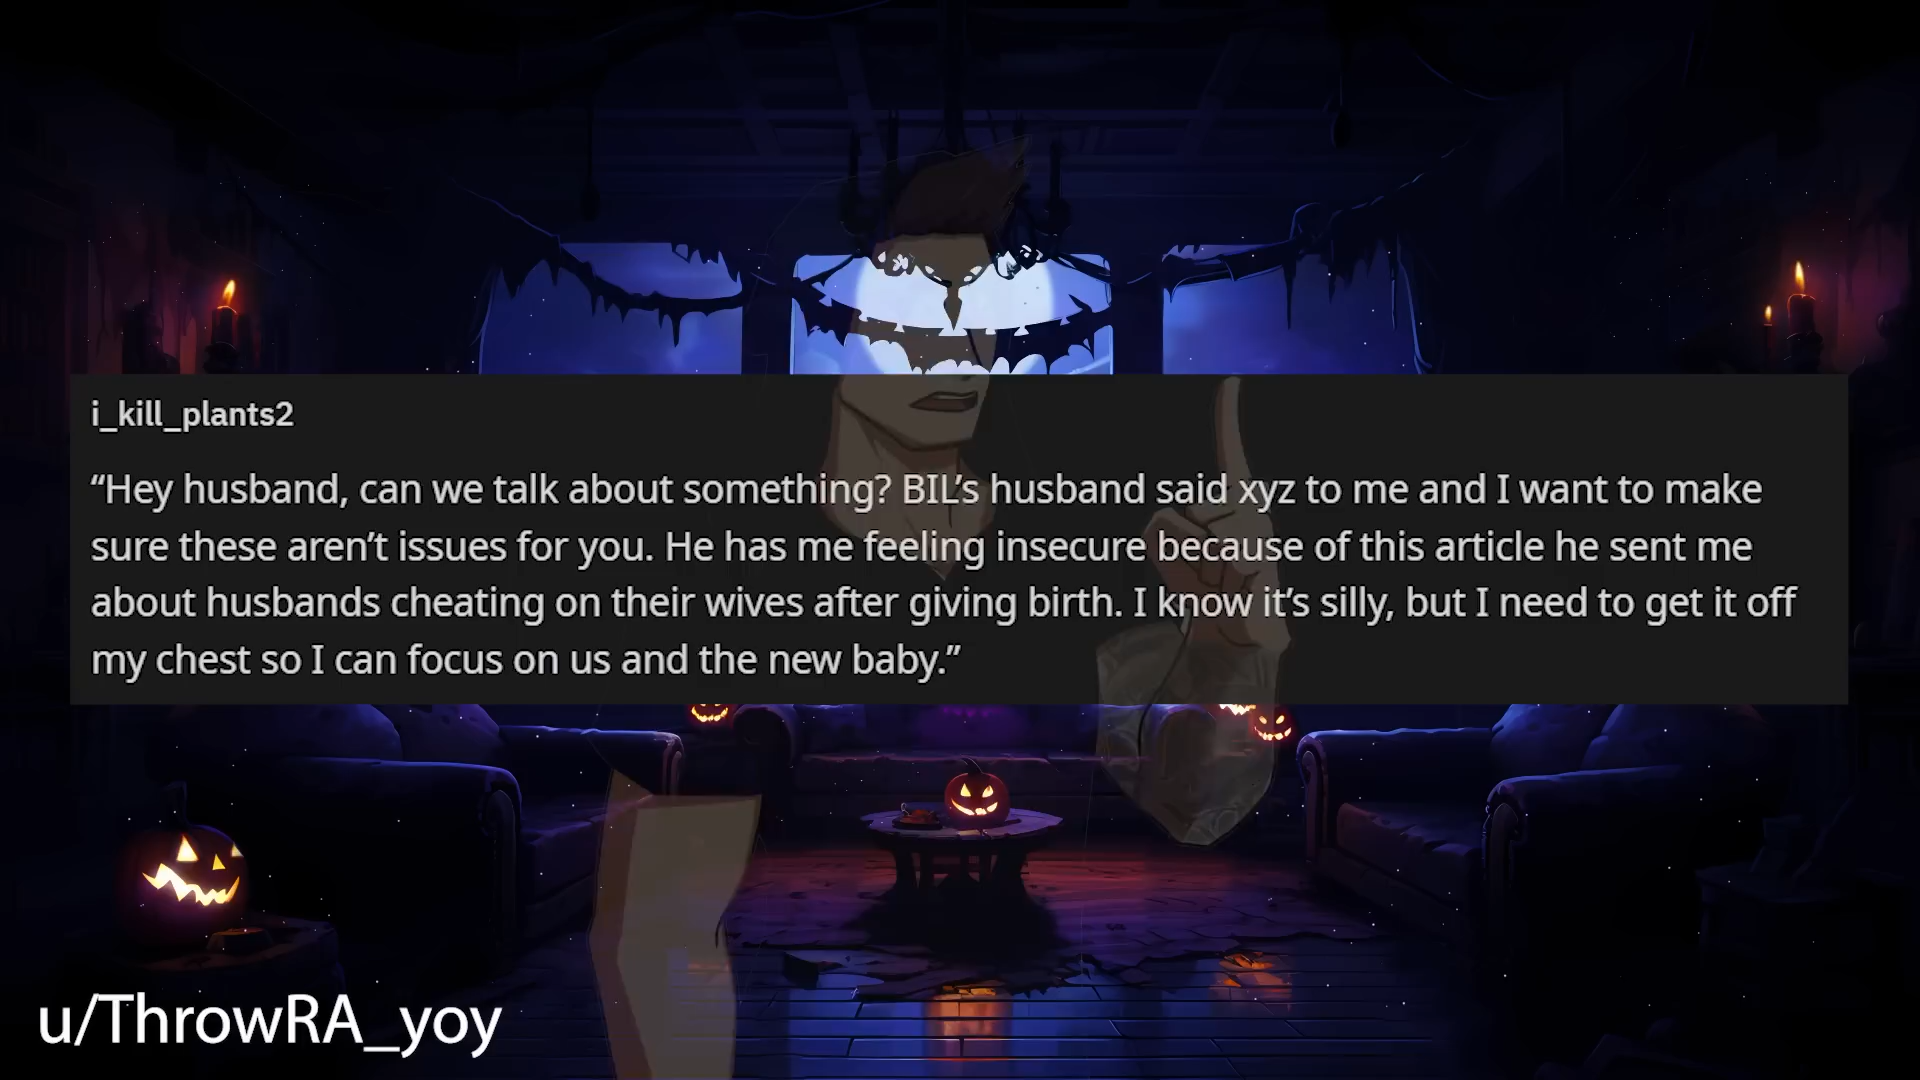 i_kill_plants2
“Hey husband, can we talk about something? BIL’s husband said xyz to me and I want to make
sure these aren’t issues for you. He has me feeling insecure because of this article he sent me
about husbands cheating on their wives after giving birth. I know it’s silly, but I need to get it off
my chest so I can focus on us and the new baby.”
u/ThrowRA_yoy